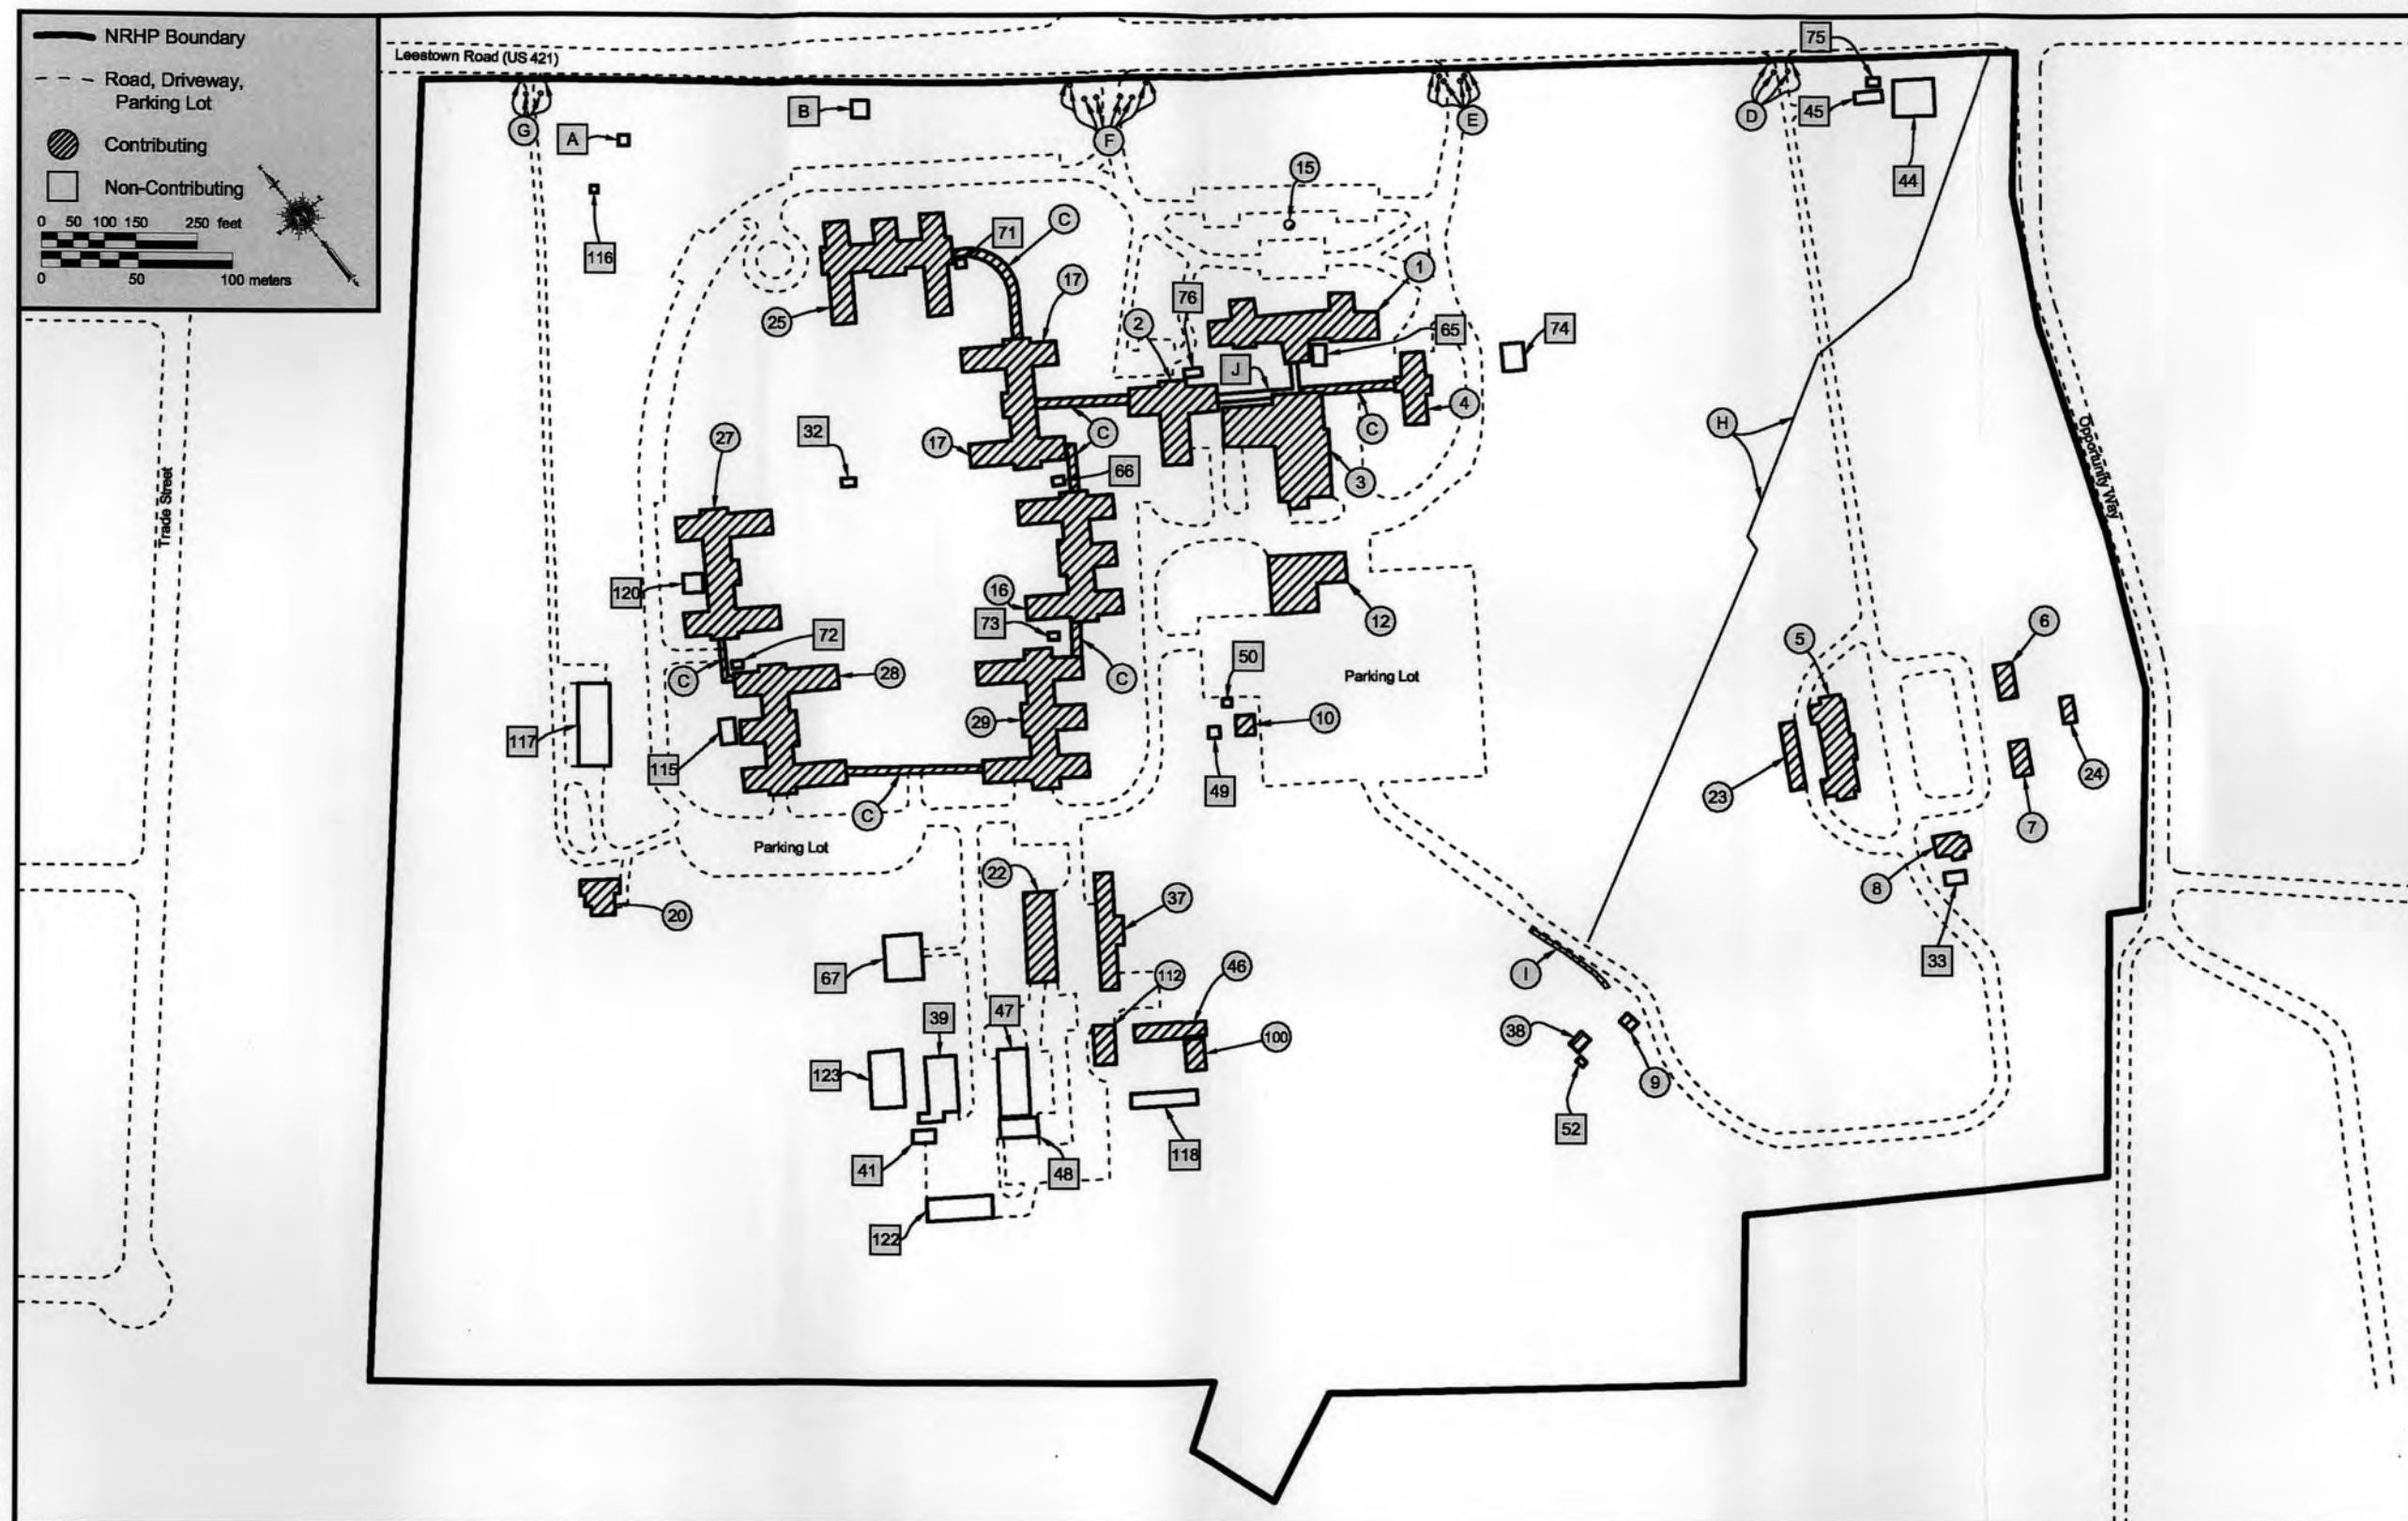 NRHP Boundary
Road, Driveway,
Parking Lot
Contributing
Non-Contributing
0 50 100 150 250 feet
0 50 100 meters
Leestown Road (US 421)
75
45
44
G
A
B
F
E
D
116
15
71
C
17
1
25
76
2
65
74
J
4
C
C
H
Opportunity Way
Trade Street
27
32
17
66
3
120
16
12
73
6
5
72
C
28
50
C
Parking Lot
29
10
117
115
49
23
24
7
C
Parking Lot
22
8
20
37
33
67
112
46
I
39
47
38
100
123
9
52
41
48
118
122